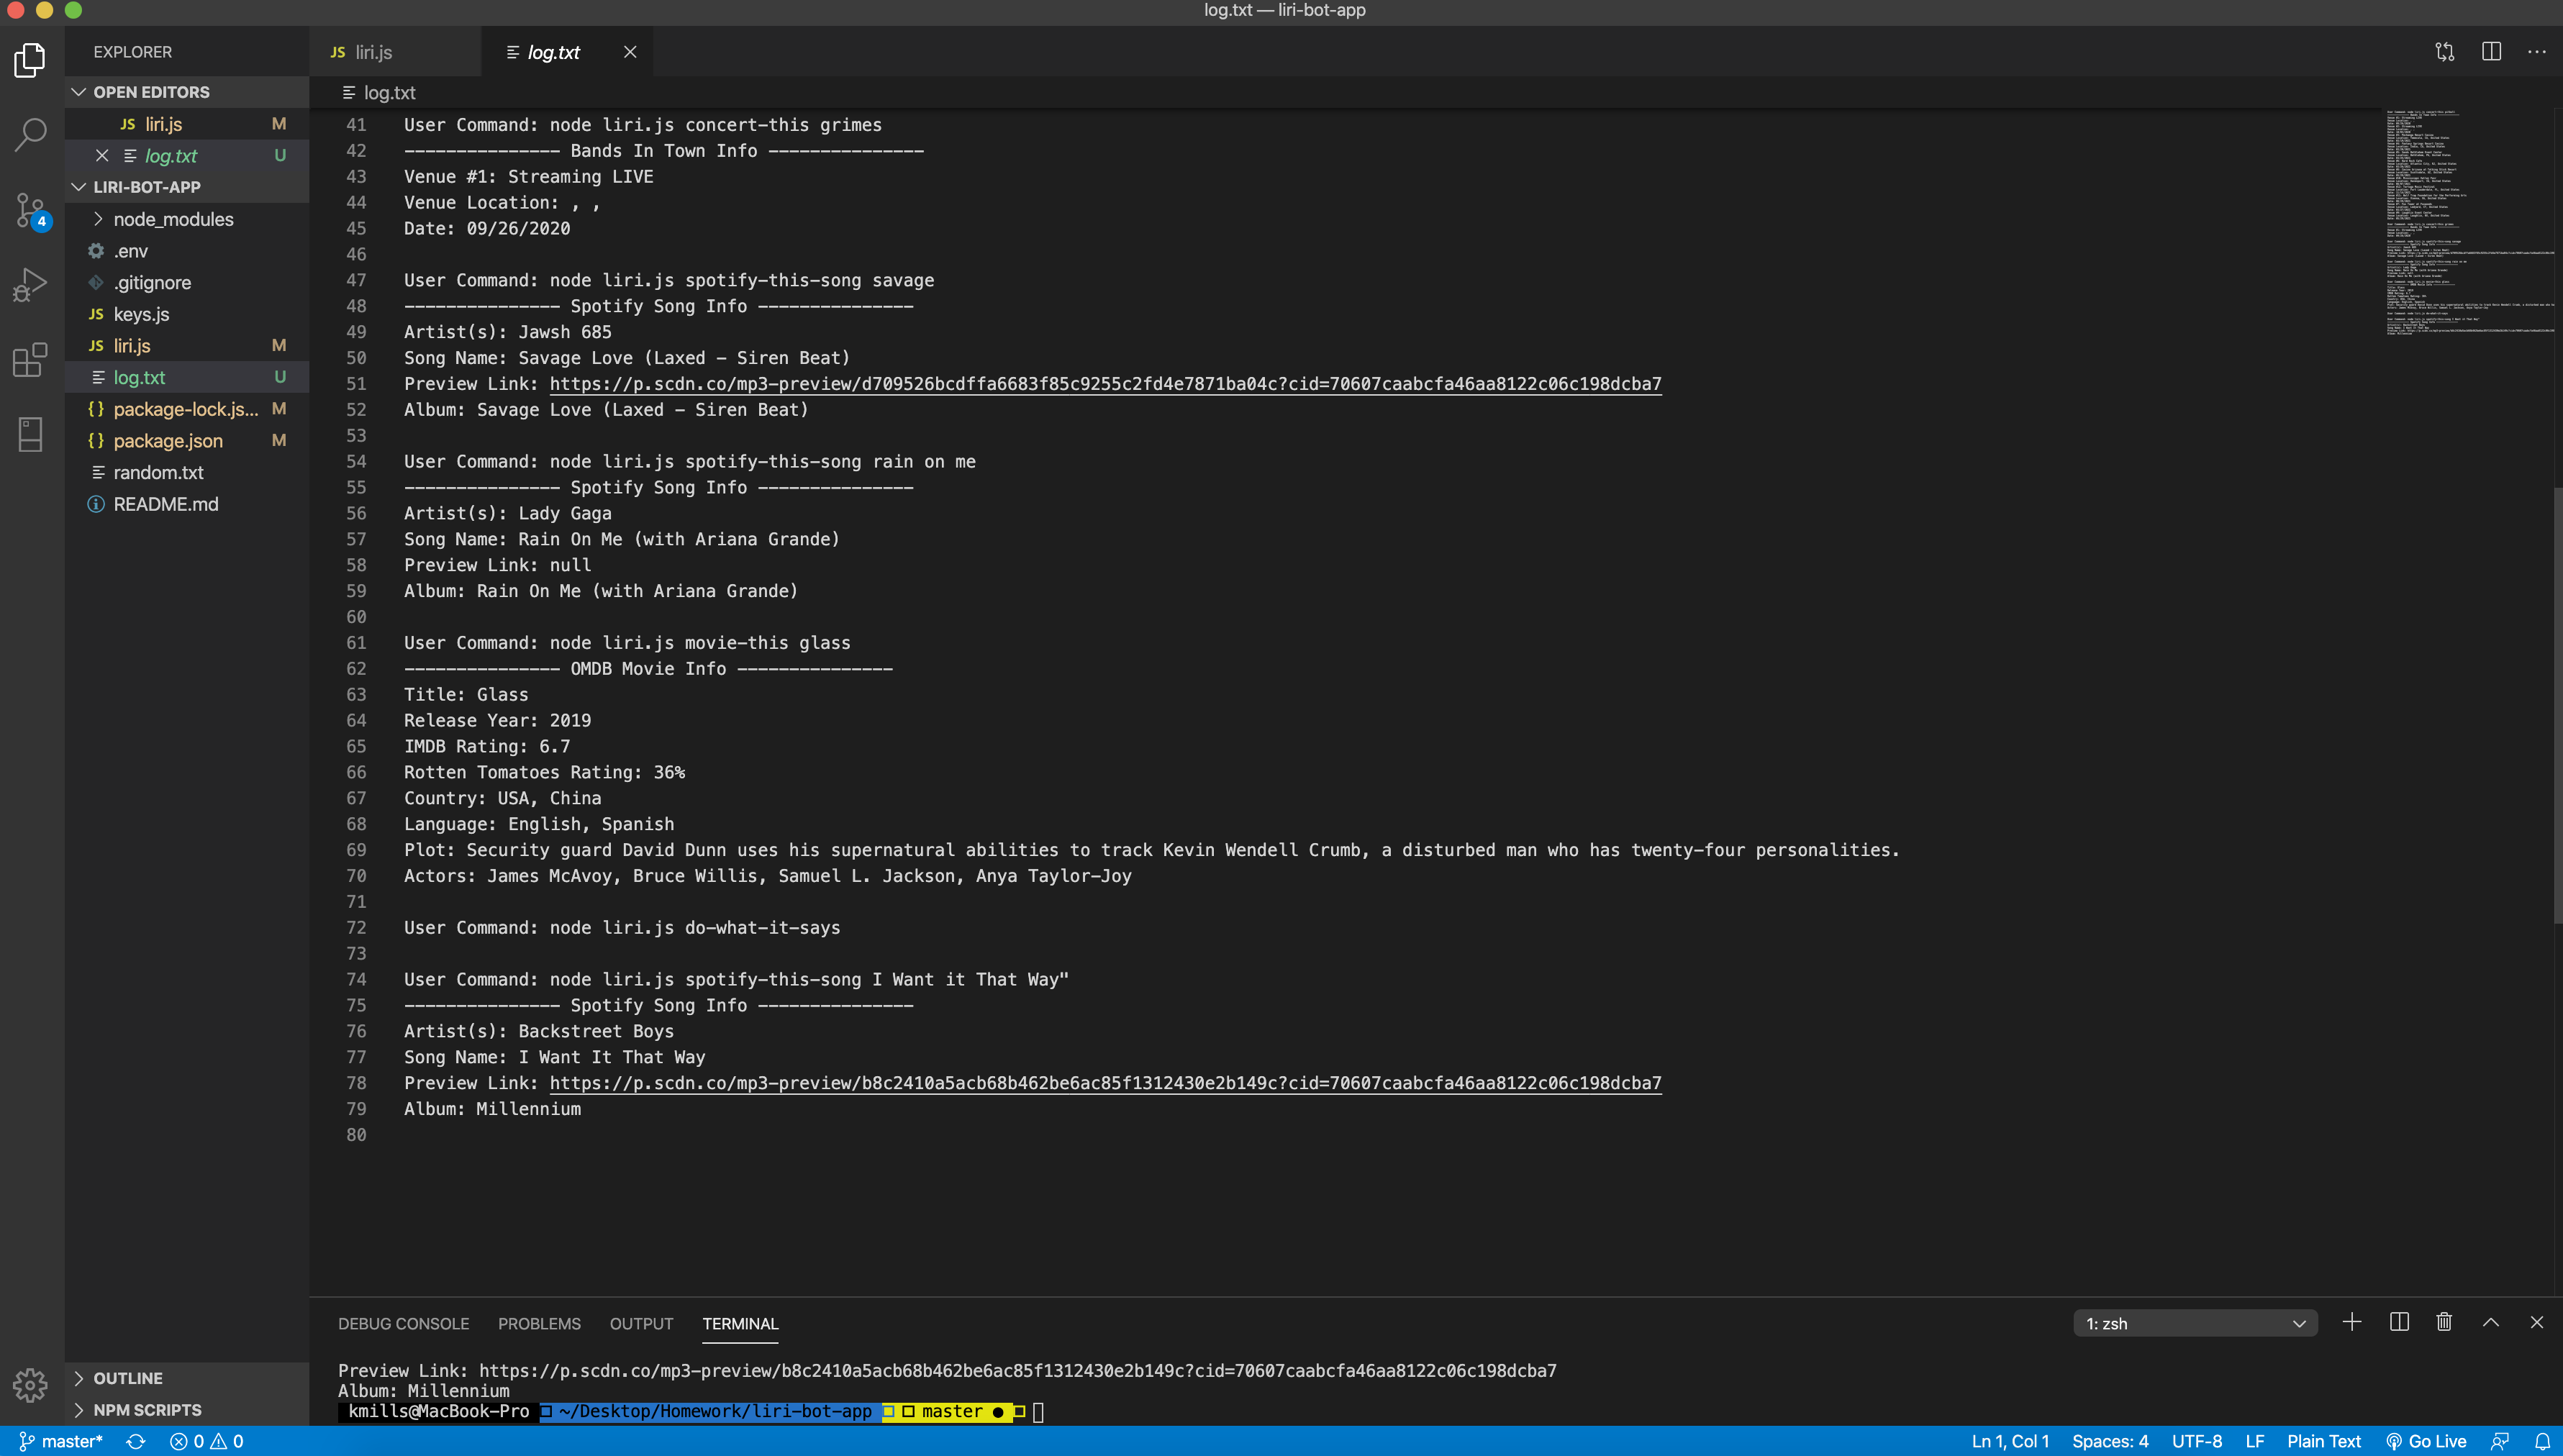 log.txt — liri-bot-app
EXPLORER
OPEN EDITORS
JS liri.js M
log.txt U
LIRI-BOT-APP
node_modules
.env
.gitignore
JS keys.js
JS liri.js M
log.txt U
{} package-lock.js... M
{} package.json M
random.txt
README.md
4
OUTLINE
NPM SCRIPTS
JS liri.js
log.txt
log.txt
41 User Command: node liri.js concert-this grimes
42 --------------- Bands In Town Info ---------------
43 Venue #1: Streaming LIVE
44 Venue Location: , ,
45 Date: 09/26/2020
46
47 User Command: node liri.js spotify-this-song savage
48 --------------- Spotify Song Info ---------------
49 Artist(s): Jawsh 685
50 Song Name: Savage Love (Laxed - Siren Beat)
51 Preview Link: https://p.scdn.co/mp3-preview/d709526bcdffa6683f85c9255c2fd4e7871ba04c?cid=70607caabcfa46aa8122c06c198dcba7
52 Album: Savage Love (Laxed - Siren Beat)
53
54 User Command: node liri.js spotify-this-song rain on me
55 --------------- Spotify Song Info ---------------
56 Artist(s): Lady Gaga
57 Song Name: Rain On Me (with Ariana Grande)
58 Preview Link: null
59 Album: Rain On Me (with Ariana Grande)
60
61 User Command: node liri.js movie-this glass
62 --------------- OMDB Movie Info ---------------
63 Title: Glass
64 Release Year: 2019
65 IMDB Rating: 6.7
66 Rotten Tomatoes Rating: 36%
67 Country: USA, China
68 Language: English, Spanish
69 Plot: Security guard David Dunn uses his supernatural abilities to track Kevin Wendell Crumb, a disturbed man who has twenty-four personalities.
70 Actors: James McAvoy, Bruce Willis, Samuel L. Jackson, Anya Taylor-Joy
71
72 User Command: node liri.js do-what-it-says
73
74 User Command: node liri.js spotify-this-song I Want it That Way"
75 --------------- Spotify Song Info ---------------
76 Artist(s): Backstreet Boys
77 Song Name: I Want It That Way
78 Preview Link: https://p.scdn.co/mp3-preview/b8c2410a5acb68b462be6ac85f1312430e2b149c?cid=70607caabcfa46aa8122c06c198dcba7
79 Album: Millennium
80
DEBUG CONSOLE PROBLEMS OUTPUT TERMINAL 1: zsh
Preview Link: https://p.scdn.co/mp3-preview/b8c2410a5acb68b462be6ac85f1312430e2b149c?cid=70607caabcfa46aa8122c06c198dcba7
Album: Millennium
kmills@MacBook-Pro ~/Desktop/Homework/liri-bot-app master ●
master* 0 0 Ln 1, Col 1 Spaces: 4 UTF-8 LF Plain Text Go Live